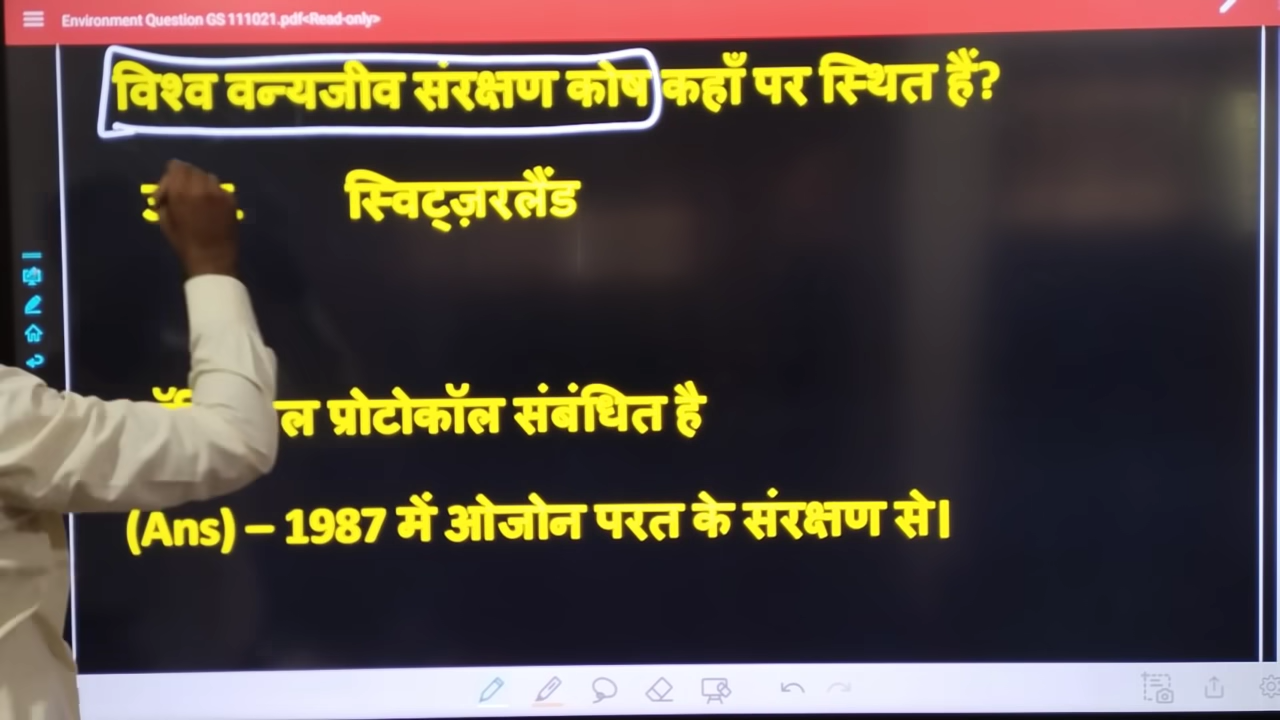 Environment Question GS 111021.pdf<Read-only>
विश्व वन्यजीव संरक्षण कोष कहाँ पर स्थित हैं?
स्विट्ज़रलैंड
प्रोटोकॉल संबंधित है
(Ans) – 1987 में ओजोन परत के संरक्षण से।